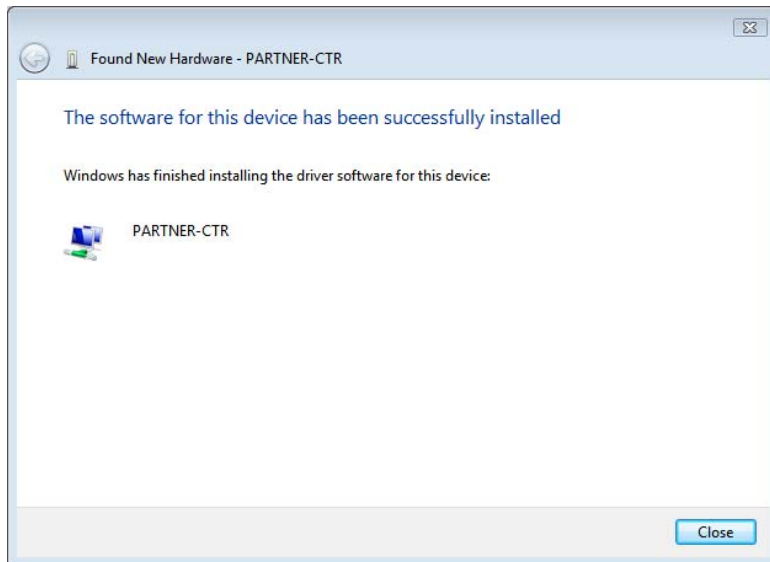 Found New Hardware - PARTNER-CTR
The software for this device has been successfully installed
Windows has finished installing the driver software for this device:
PARTNER-CTR
Close